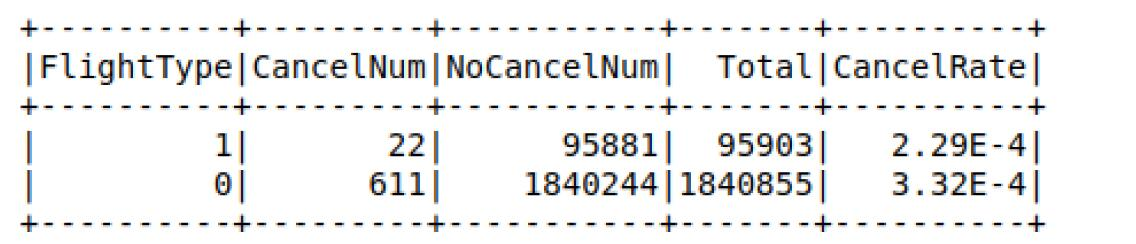 +----------+---------+-----------+-------+----------+
|FlightType|CancelNum|NoCancelNum|  Total|CancelRate|
+----------+---------+-----------+-------+----------+
|         1|       22|      95881|  95903|   2.29E-4|
|         0|      611|    1840244|1840855|   3.32E-4|
+----------+---------+-----------+-------+----------+